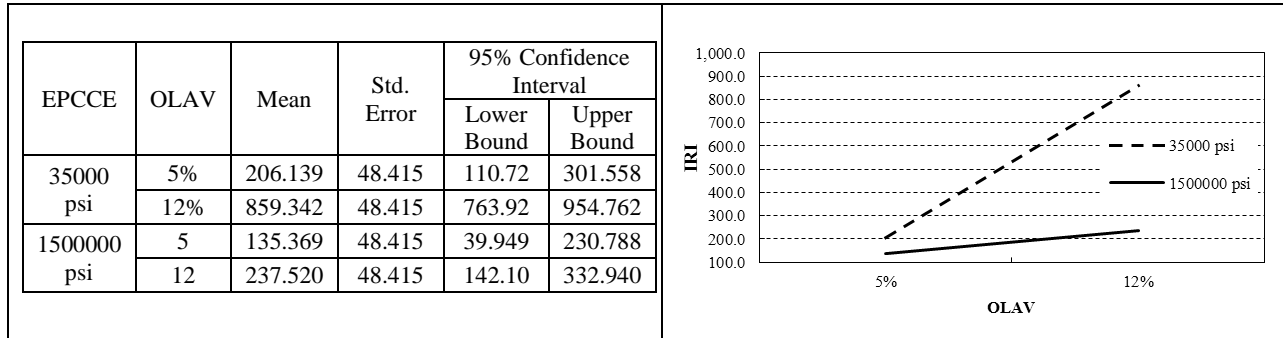 EPCCE OLAV Mean Std. Error 95% Confidence Interval
Lower Bound Upper Bound
35000 psi 5% 206.139 48.415 110.72 301.558
12% 859.342 48.415 763.92 954.762
1500000 psi 5 135.369 48.415 39.949 230.788
12 237.520 48.415 142.10 332.940
1,000.0
900.0
800.0
700.0
600.0
500.0
400.0
300.0
200.0
100.0
IRI
35000 psi
1500000 psi
5% 12%
OLAV